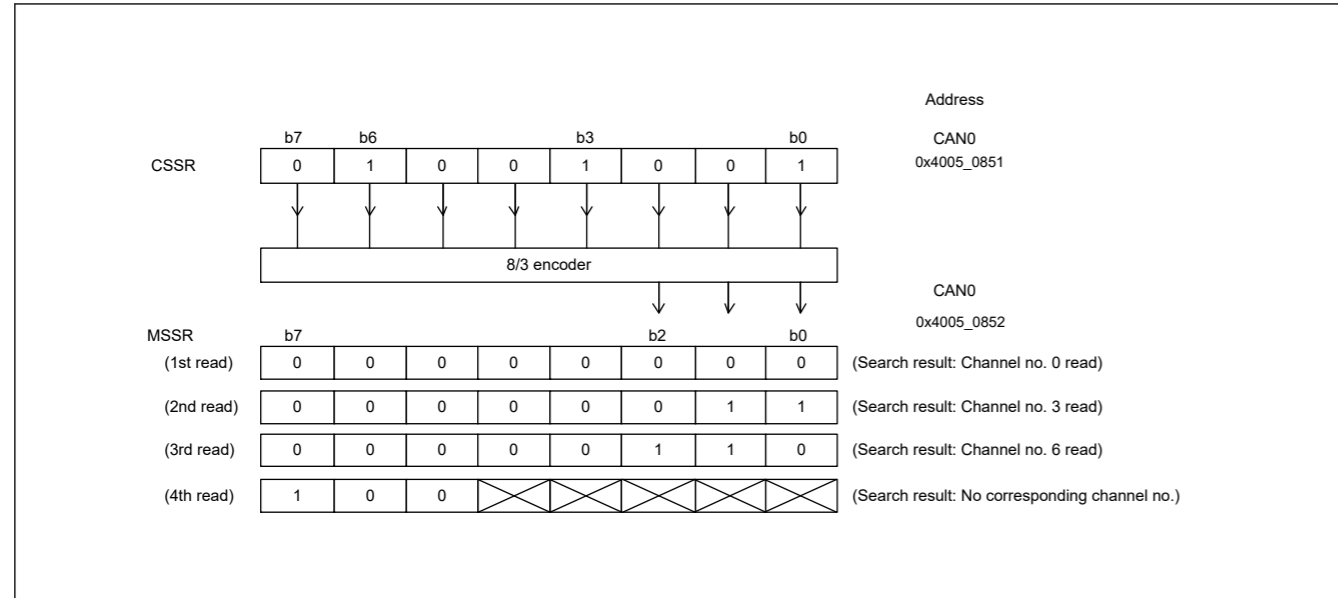 Address
b7 b6 b3 b0 CAN0
CSSR 0 1 0 0 1 0 0 1 0x4005_0851
8/3 encoder
CAN0
0x4005_0852
MSSR b7 b2 b0
(1st read) 0 0 0 0 0 0 0 0 (Search result: Channel no. 0 read)
(2nd read) 0 0 0 0 0 0 1 1 (Search result: Channel no. 3 read)
(3rd read) 0 0 0 0 0 1 1 0 (Search result: Channel no. 6 read)
(4th read) 1 0 0 (Search result: No corresponding channel no.)